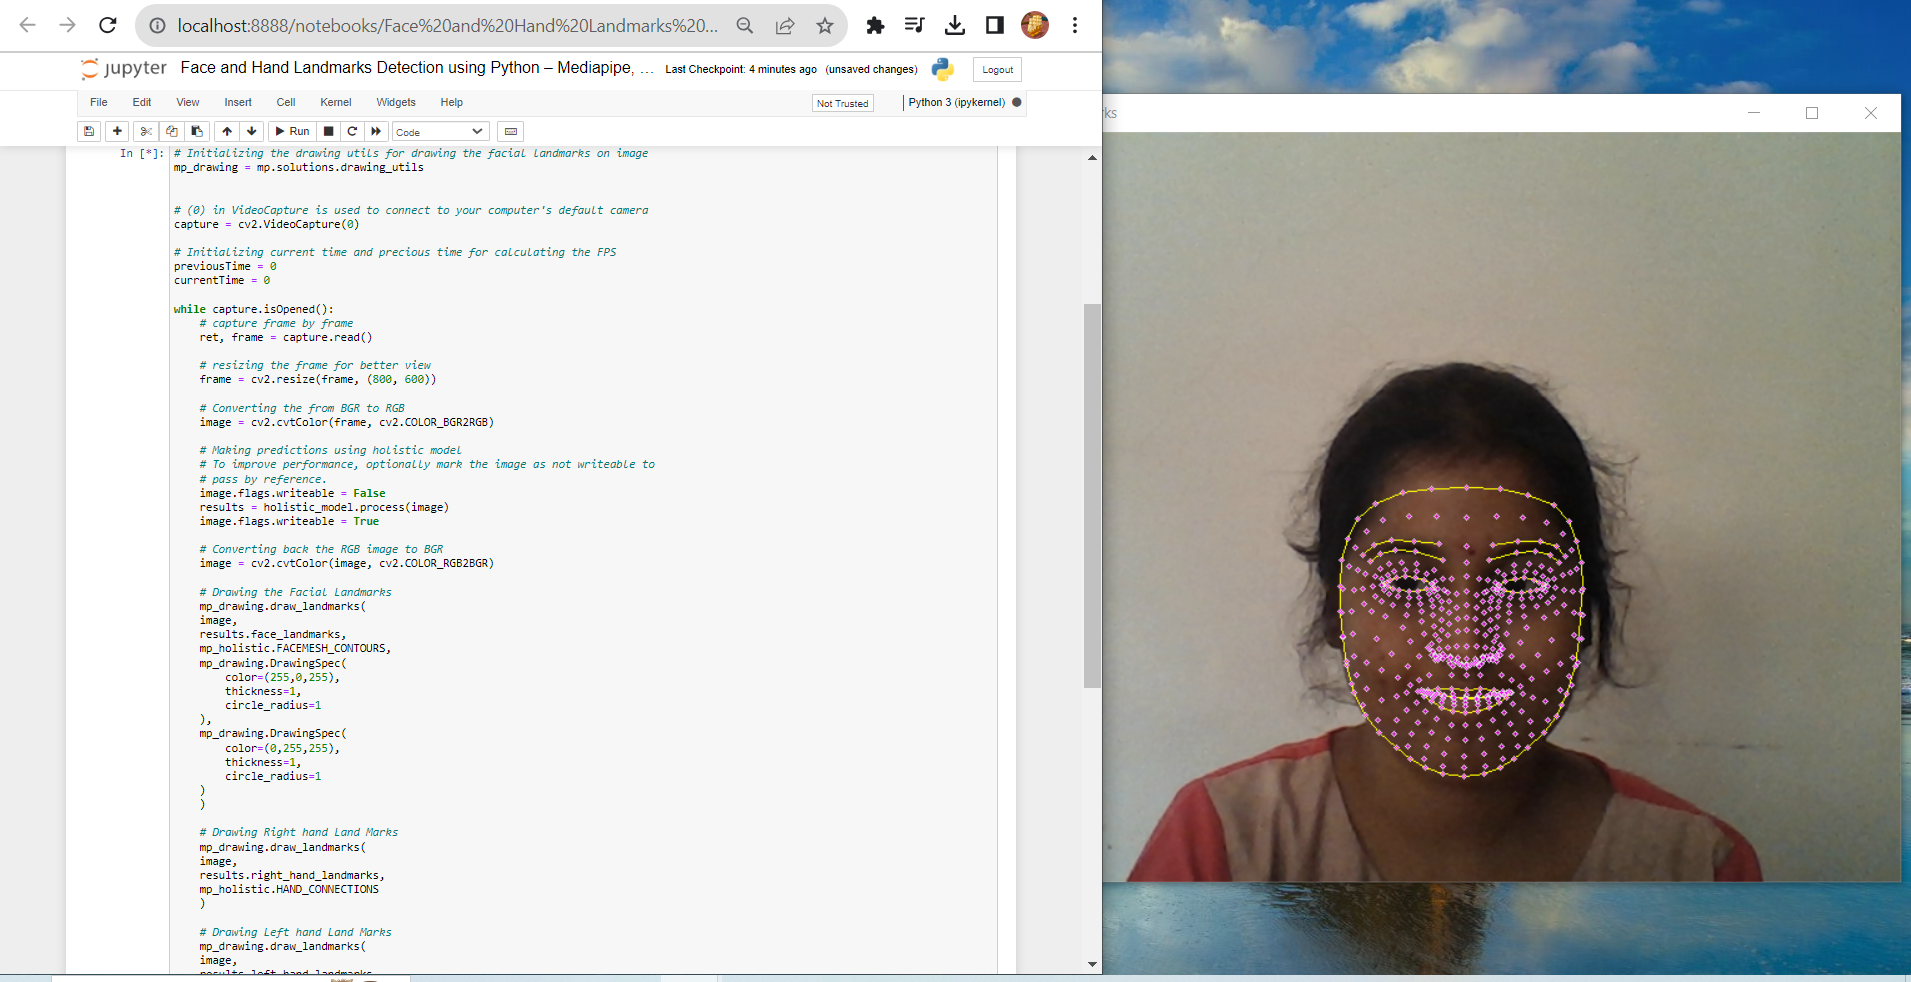 localhost:8888/notebooks/Face%20and%20Hand%20Landmarks%20...
jupyter Face and Hand Landmarks Detection using Python – Mediapipe, ... Last Checkpoint: 4 minutes ago (unsaved changes) Logout
File Edit View Insert Cell Kernel Widgets Help Not Trusted Python 3 (ipykernel)
Run Code
In [*]: # Initializing the drawing utils for drawing the facial landmarks on image
mp_drawing = mp.solutions.drawing_utils
# (0) in VideoCapture is used to connect to your computer's default camera
capture = cv2.VideoCapture(0)
# Initializing current time and precious time for calculating the FPS
previousTime = 0
currentTime = 0
while capture.isOpened():
# capture frame by frame
ret, frame = capture.read()
# resizing the frame for better view
frame = cv2.resize(frame, (800, 600))
# Converting the from BGR to RGB
image = cv2.cvtColor(frame, cv2.COLOR_BGR2RGB)
# Making predictions using holistic model
# To improve performance, optionally mark the image as not writeable to
# pass by reference.
image.flags.writeable = False
results = holistic_model.process(image)
image.flags.writeable = True
# Converting back the RGB image to BGR
image = cv2.cvtColor(image, cv2.COLOR_RGB2BGR)
# Drawing the Facial Landmarks
mp_drawing.draw_landmarks(
image,
results.face_landmarks,
mp_holistic.FACEMESH_CONTOURS,
mp_drawing.DrawingSpec(
color=(255,0,255),
thickness=1,
circle_radius=1
),
mp_drawing.DrawingSpec(
color=(0,255,255),
thickness=1,
circle_radius=1
)
)
# Drawing Right hand Land Marks
mp_drawing.draw_landmarks(
image,
results.right_hand_landmarks,
mp_holistic.HAND_CONNECTIONS
)
# Drawing Left hand Land Marks
mp_drawing.draw_landmarks(
image,
results.left_hand_landmarks
ks